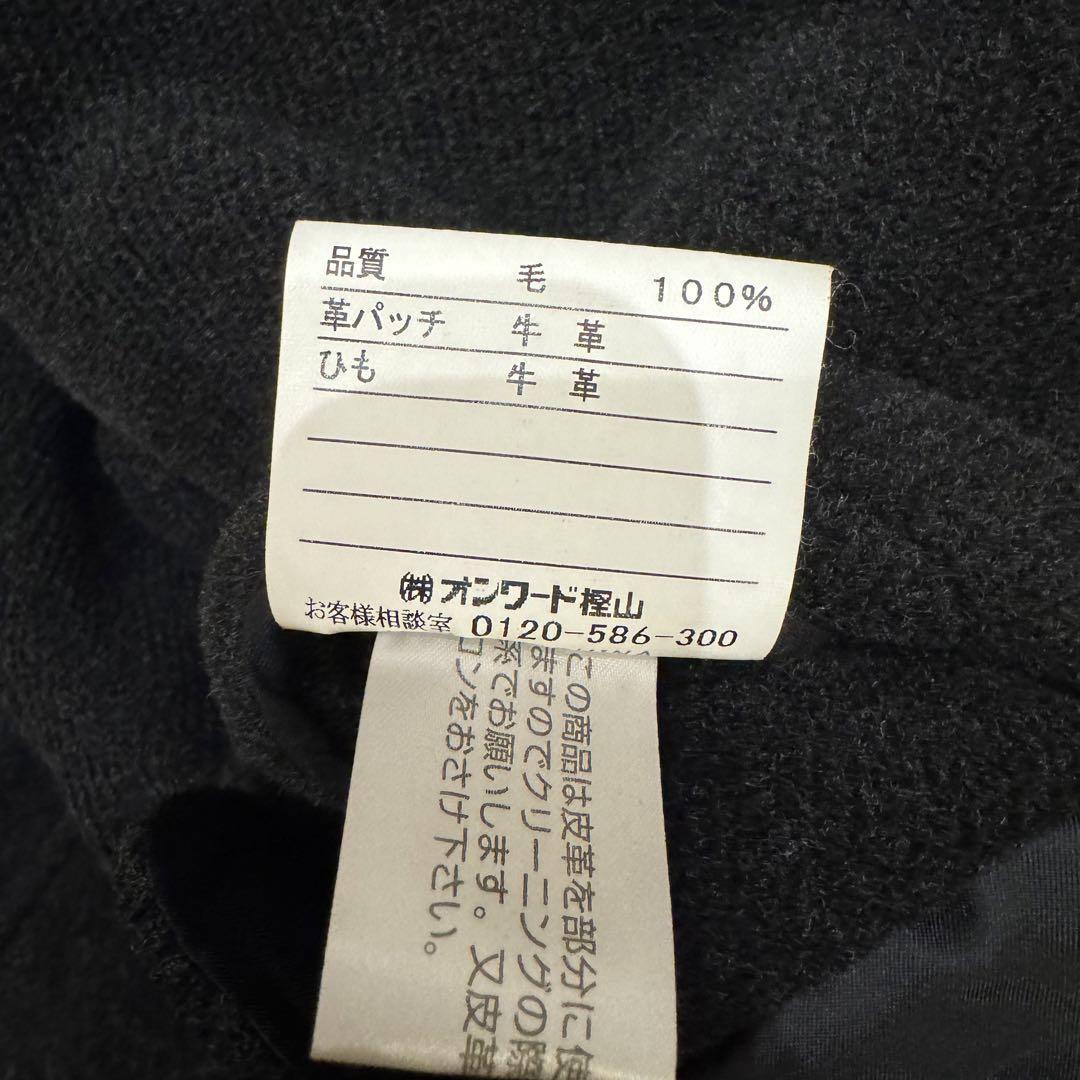 品質 毛 100%
革パッチ 牛革
ひも 牛革
㈱オンワード樫山
お客様相談室 0120-586-300
この商品は皮革を部分に使
ますのでクリーニングの際
系でお願いします。又皮革
ロンをおさけ下さい。